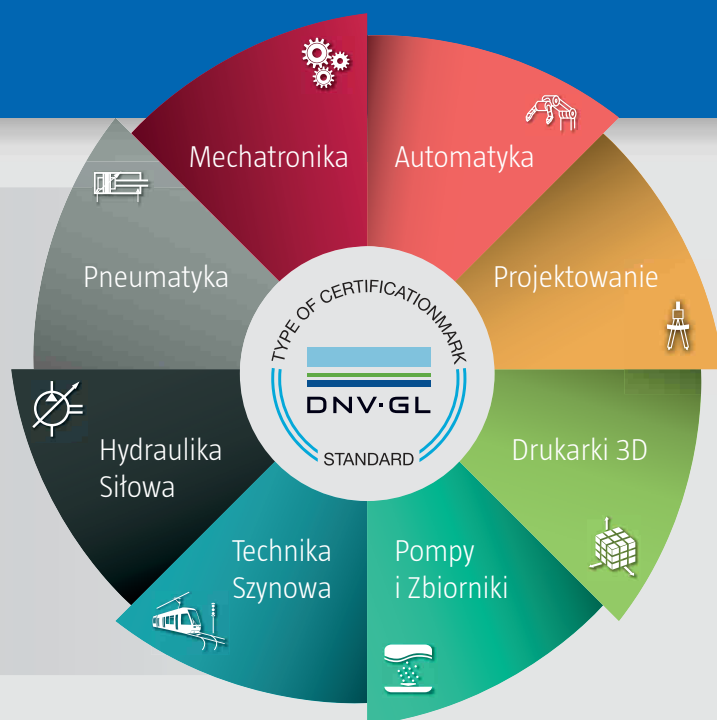 Mechatronika
Automatyka
Pneumatyka
Projektowanie
TYPE OF CERTIFICATIONMARK
DNV·GL
STANDARD
Hydraulika
Siłowa
Drukarki 3D
Technika
Szynowa
Pompy
i Zbiorniki